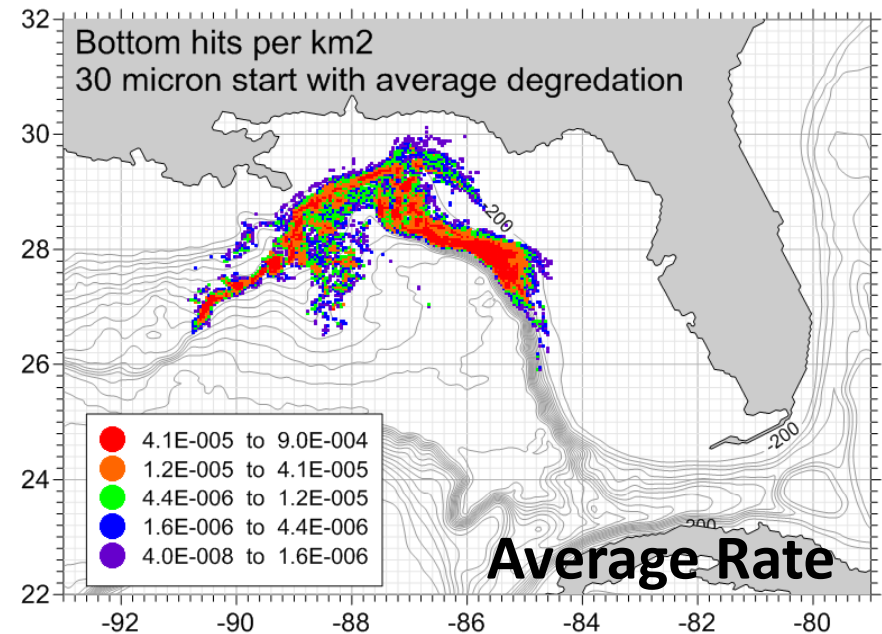 Bottom hits per km2
30 micron start with average degredation
32
30
28
26
24
22
-200
-200
200
4.1E-005 to 9.0E-004
1.2E-005 to 4.1E-005
4.4E-006 to 1.2E-005
1.6E-006 to 4.4E-006
4.0E-008 to 1.6E-006
Average Rate
-92 -90 -88 -86 -84 -82 -80